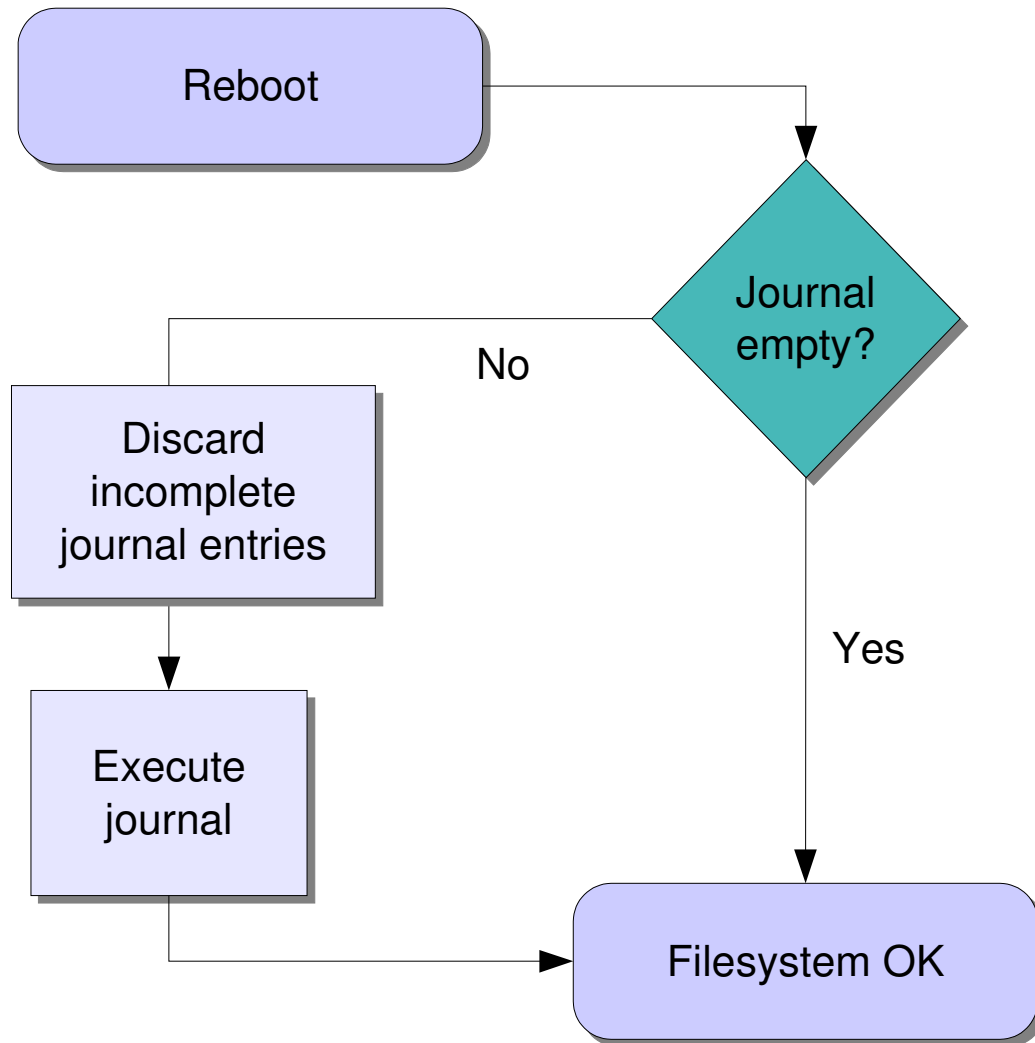 Reboot
Journal
empty?
No
Discard
incomplete
journal entries
Yes
Execute
journal
Filesystem OK